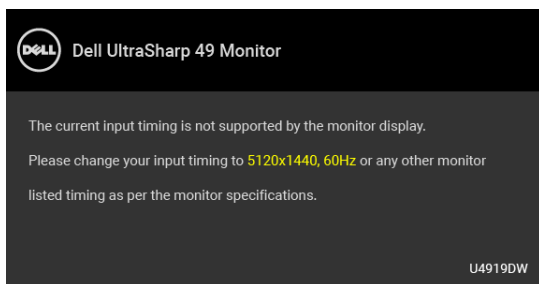 DELL
Dell UltraSharp 49 Monitor
The current input timing is not supported by the monitor display.
Please change your input timing to 5120x1440, 60Hz or any other monitor
listed timing as per the monitor specifications.
U4919DW